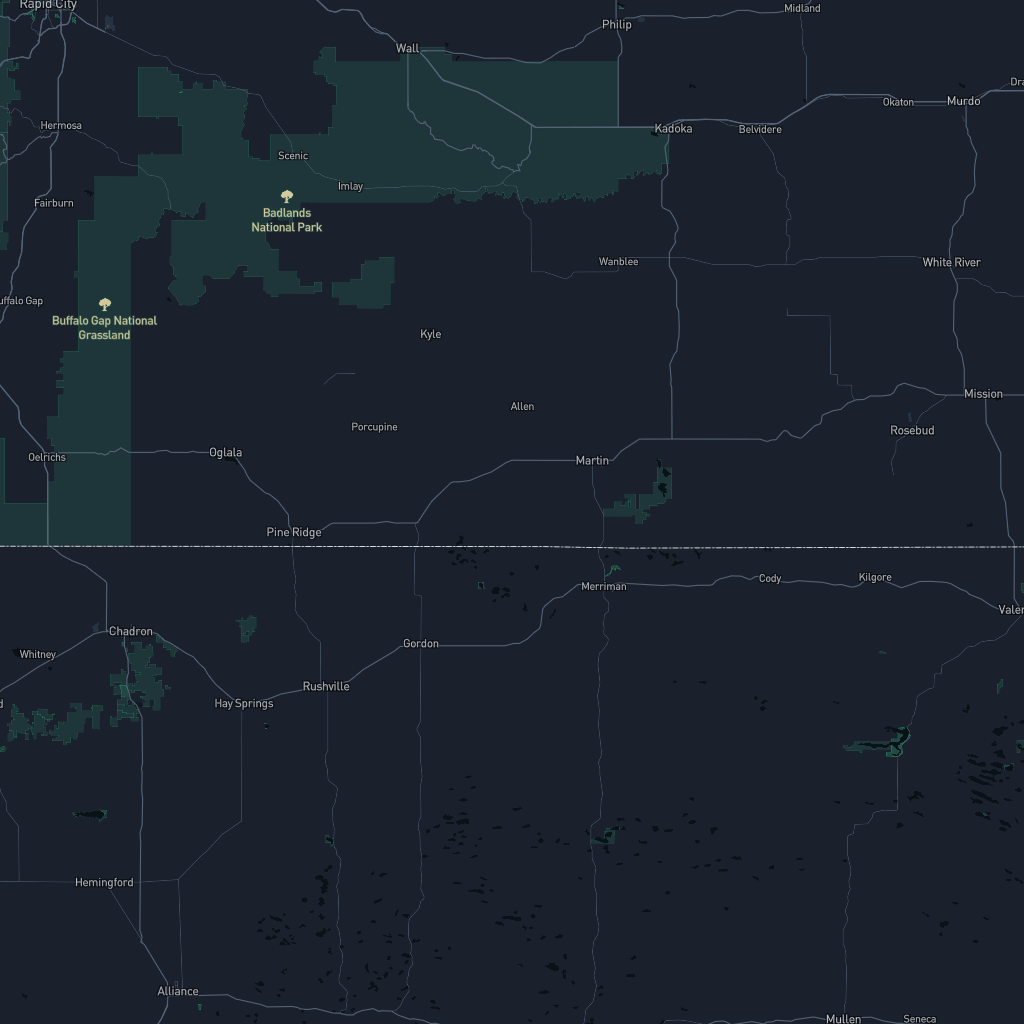 Rapid City
Midland
Philip
Wall
Okaton
Murdo
Hermosa
Kadoka
Belvidere
Scenic
Imlay
Fairburn
Badlands
National Park
Wanblee
White River
Buffalo Gap National
Grassland
Kyle
Mission
Allen
Porcupine
Rosebud
Oglala
Oelrichs
Martin
Pine Ridge
Cody
Kilgore
Merriman
Chadron
Gordon
Whitney
Rushville
Hay Springs
Hemingford
Alliance
Mullen
Seneca